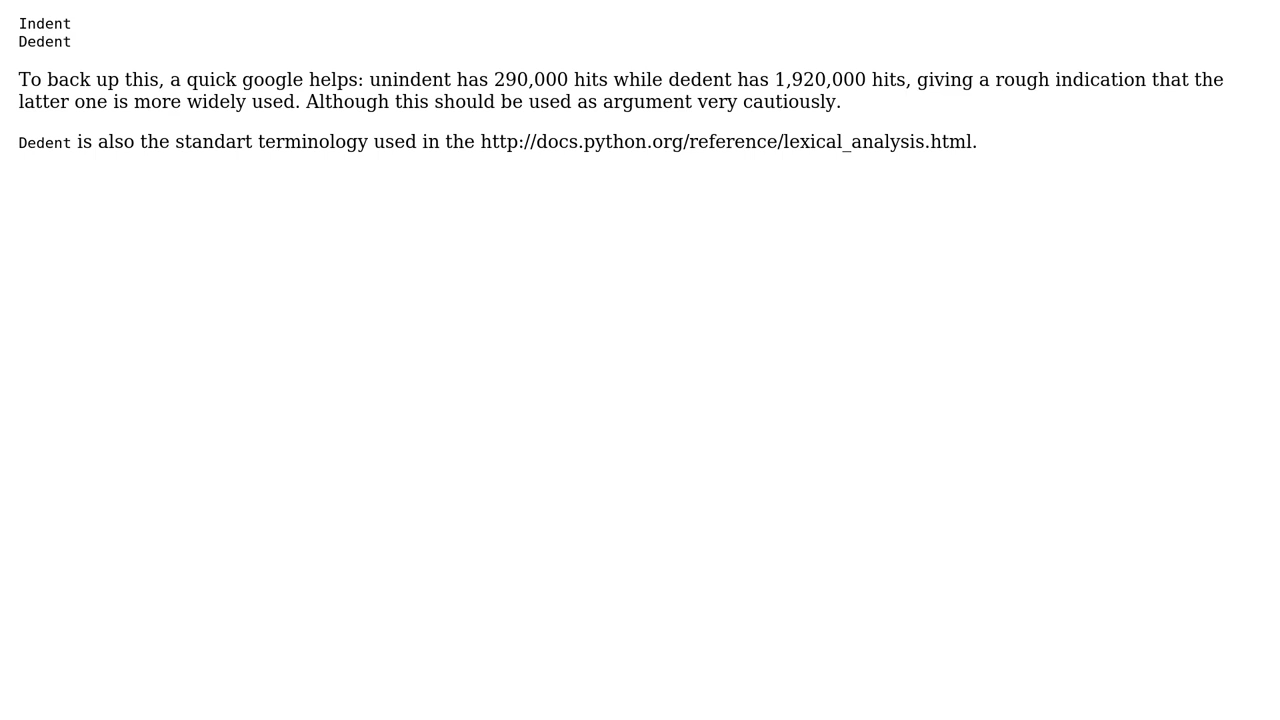 Indent
Dedent
To back up this, a quick google helps: unindent has 290,000 hits while dedent has 1,920,000 hits, giving a rough indication that the
latter one is more widely used. Although this should be used as argument very cautiously.
Dedent is also the standart terminology used in the http://docs.python.org/reference/lexical_analysis.html.